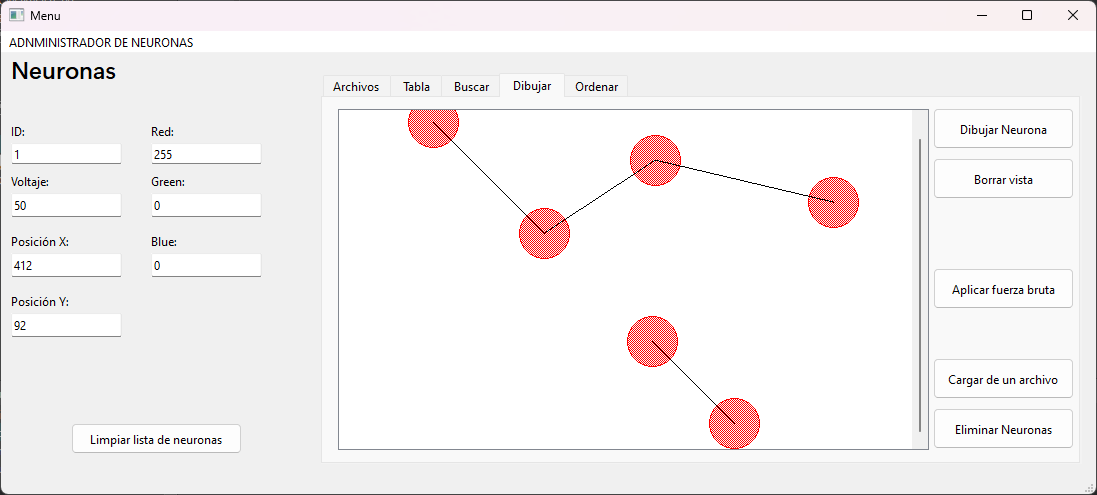 Menu
ADNMINISTRADOR DE NEURONAS
Neuronas
ID:
Red:
1
255
Voltaje:
Green:
50
0
Posición X:
Blue:
412
0
Posición Y:
92
Limpiar lista de neuronas
Archivos Tabla Buscar Dibujar Ordenar
Dibujar Neurona
Borrar vista
Aplicar fuerza bruta
Cargar de un archivo
Eliminar Neuronas